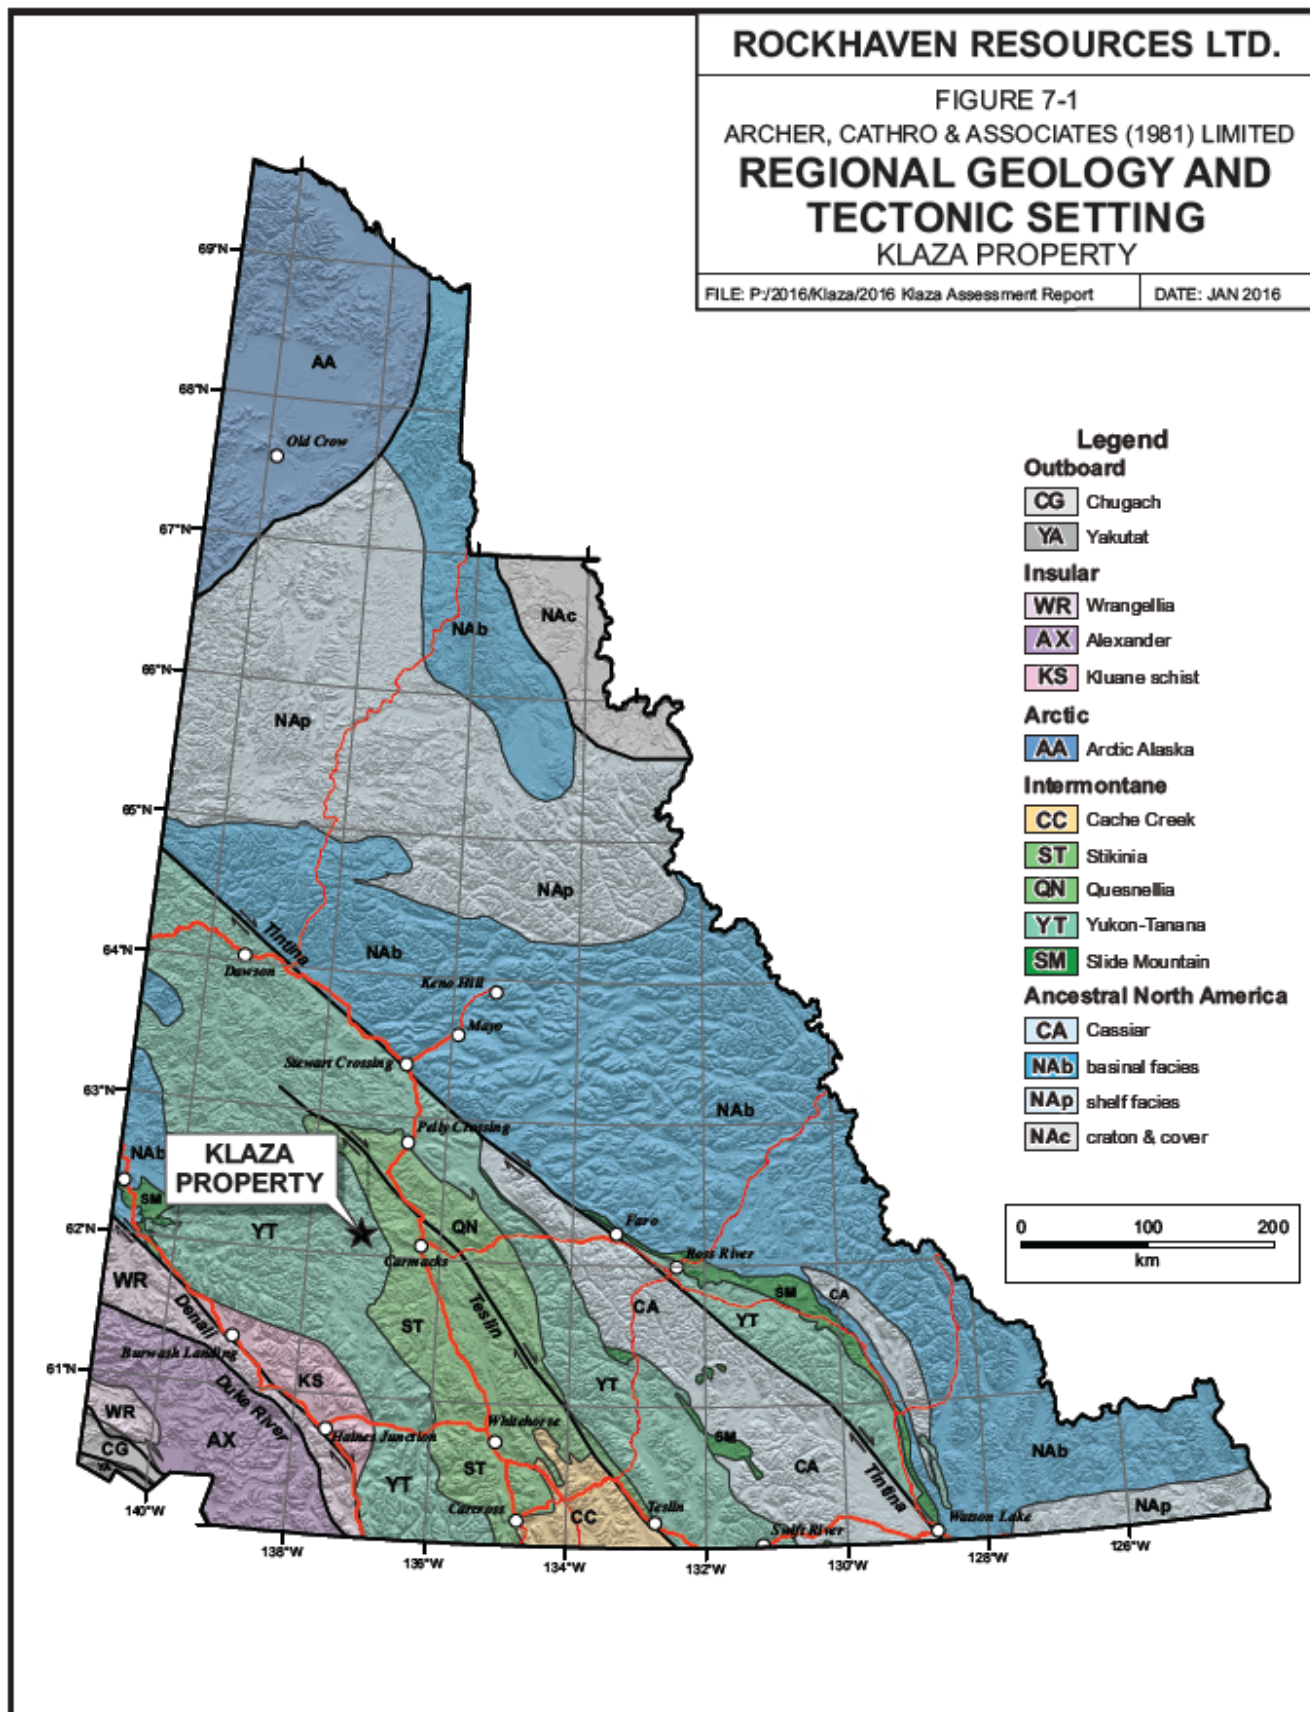 ROCKHAVEN RESOURCES LTD.
FIGURE 7-1
ARCHER, CATHRO & ASSOCIATES (1981) LIMITED
REGIONAL GEOLOGY AND
TECTONIC SETTING
KLAZA PROPERTY
FILE: P:/2016/Klaza/2016 Klaza Assessment Report
DATE: JAN 2016
69°N
AA
68°N
Old Crow
67°N
NAc
NAb
66°N
NAp
65°N
NAp
Tintina
64°N
NAb
Dawson
Keno Hill
Mayo
Stewart Crossing
63°N
NAb
Pelly Crossing
NAb
KLAZA
PROPERTY
SM
62°N
YT
QN
Faro
Carmacks
Ross River
WR
SM
CA
Denali
Teslin
CA
ST
YT
Burwash Landing
61°N
KS
YT
Duke River
WR
Whitehorse
Haines Junction
AX
SM
CG
YA
ST
CA
NAb
YT
Tintina
140°W
Carcross
CC
Teslin
Swift River
Watson Lake
NAp
138°W
136°W
134°W
132°W
130°W
128°W
126°W
Legend
Outboard
CG Chugach
YA Yakutat
Insular
WR Wrangellia
AX Alexander
KS Kluane schist
Arctic
AA Arctic Alaska
Intermontane
CC Cache Creek
ST Stikinia
QN Quesnellia
YT Yukon-Tanana
SM Slide Mountain
Ancestral North America
CA Cassiar
NAb basinal facies
NAp shelf facies
NAc craton & cover
0 100 200
km